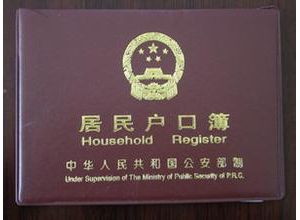 居民户口簿
Household Register
中华人民共和国公安部制
Under Supervision of The Ministry of Public Security of P.R.C.